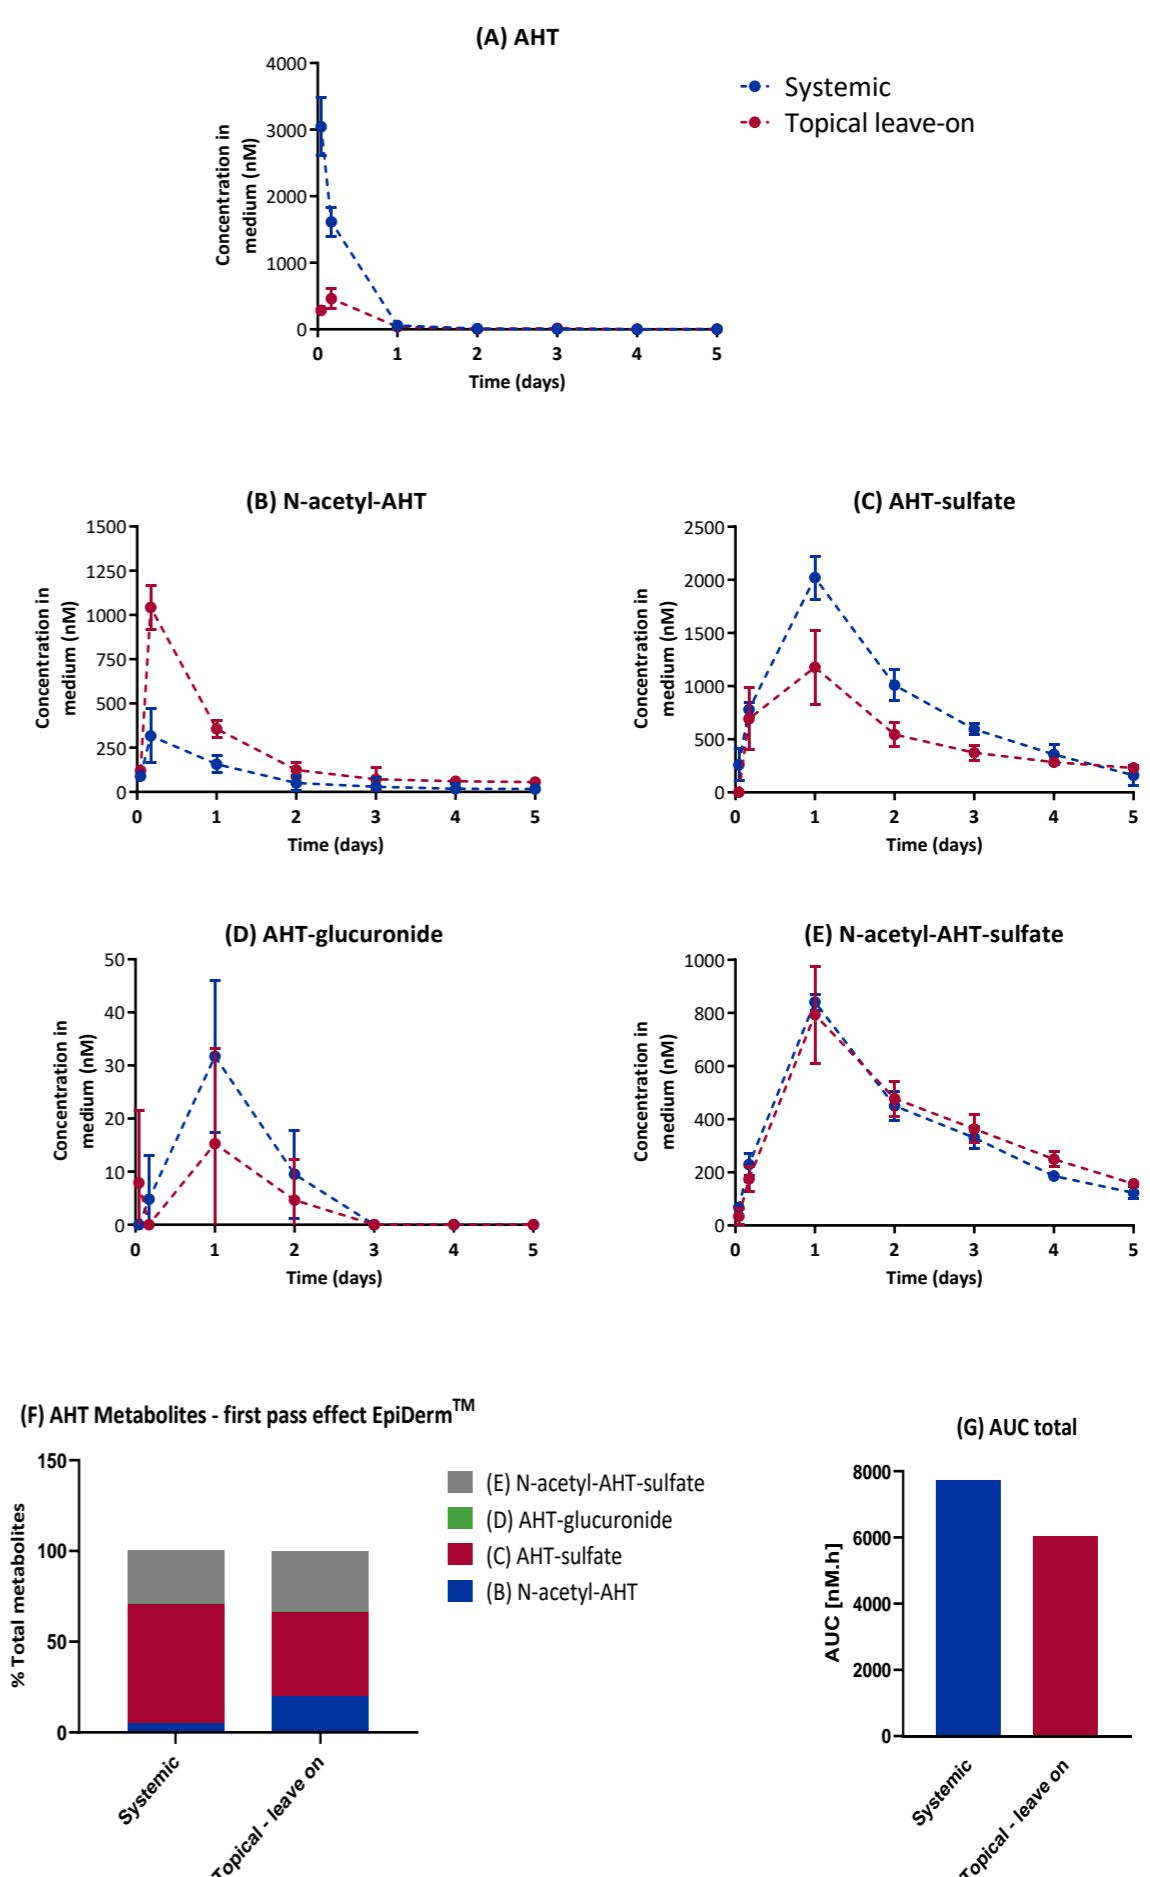 (A) AHT
Systemic
Topical leave-on
4000
3000
2000
1000
0
Concentration in
medium (nM)
0 1 2 3 4 5
Time (days)
(B) N-acetyl-AHT
1500
1250
1000
750
500
250
0
Concentration in
medium (nM)
0 1 2 3 4 5
Time (days)
(C) AHT-sulfate
2500
2000
1500
1000
500
0
Concentration in
medium (nM)
0 1 2 3 4 5
Time (days)
(D) AHT-glucuronide
50
40
30
20
10
0
Concentration in
medium (nM)
0 1 2 3 4 5
Time (days)
(E) N-acetyl-AHT-sulfate
1000
800
600
400
200
0
Concentration in
medium (nM)
0 1 2 3 4 5
Time (days)
(F) AHT Metabolites - first pass effect EpiDerm™
150
100
50
0
% Total metabolites
Systemic
Topical - leave on
(E) N-acetyl-AHT-sulfate
(D) AHT-glucuronide
(C) AHT-sulfate
(B) N-acetyl-AHT
(G) AUC total
8000
6000
4000
2000
0
AUC [nM.h]
Systemic
Topical - leave on